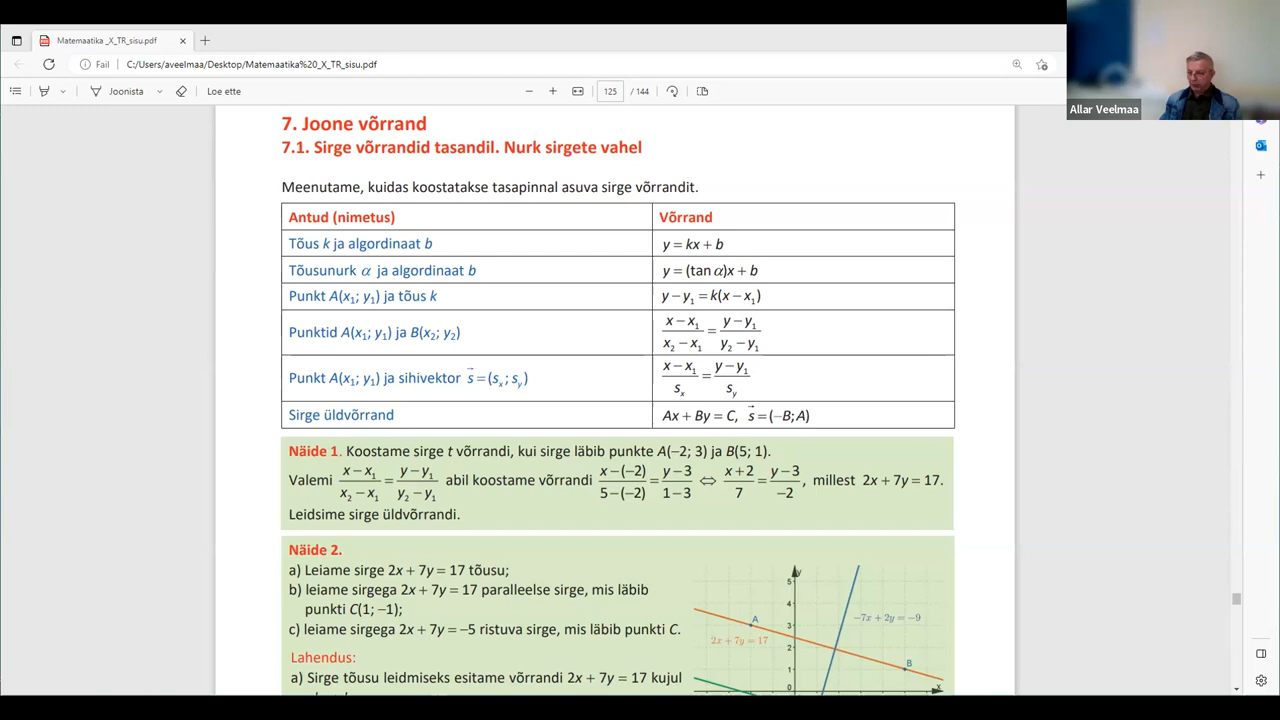 Matemaatika _X_TR_sisu.pdf
Fail C:/Users/aveelmaa/Desktop/Matemaatika%20_X_TR_sisu.pdf
Joonista Loe ette 125 / 144
Allar Veelmaa
7. Joone võrrand
7.1. Sirge võrrandid tasandil. Nurk sirgete vahel
Meenutame, kuidas koostatakse tasapinnal asuva sirge võrrandit.
Antud (nimetus) Võrrand
Tõus k ja algordinaat b y = kx + b
Tõusunurk α ja algordinaat b y = (tan α)x + b
Punkt A(x₁; y₁) ja tõus k y − y₁ = k(x − x₁)
Punktid A(x₁; y₁) ja B(x₂; y₂) (x − x₁)/(x₂ − x₁) = (y − y₁)/(y₂ − y₁)
Punkt A(x₁; y₁) ja sihivektor s⃗ = (sₓ; s_y) (x − x₁)/sₓ = (y − y₁)/s_y
Sirge üldvõrrand Ax + By = C, s⃗ = (−B; A)
Näide 1. Koostame sirge t võrrandi, kui sirge läbib punkte A(−2; 3) ja B(5; 1).
Valemi (x − x₁)/(x₂ − x₁) = (y − y₁)/(y₂ − y₁) abil koostame võrrandi (x − (−2))/(5 − (−2)) = (y − 3)/(1 − 3) ⇔ (x + 2)/7 = (y − 3)/−2, millest 2x + 7y = 17.
Leidsime sirge üldvõrrandi.
Näide 2.
a) Leiame sirge 2x + 7y = 17 tõusu;
b) leiame sirgega 2x + 7y = 17 paralleelse sirge, mis läbib
punkti C(1; −1);
c) leiame sirgega 2x + 7y = −5 ristuva sirge, mis läbib punkti C.
Lahendus:
a) Sirge tõusu leidmiseks esitame võrrandi 2x + 7y = 17 kujul
y
5
4
3
2
1
0
x
A
B
2x + 7y = 17
−7x + 2y = −9